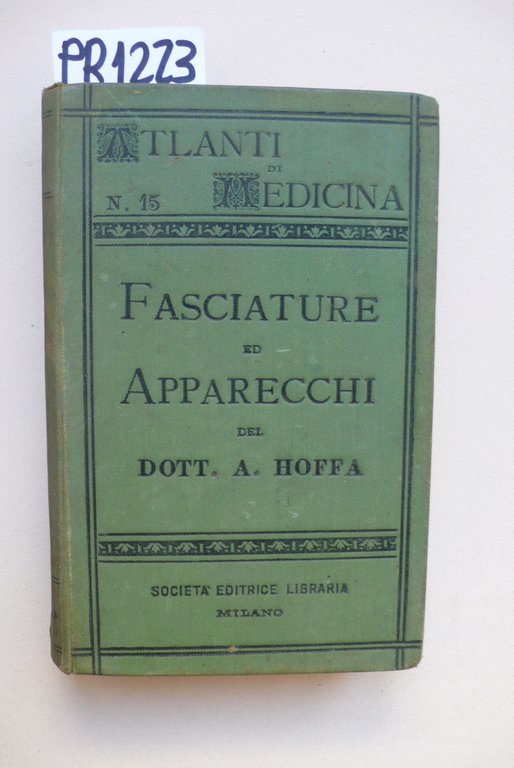 PR1223
ATLANTI
DI
N. 15 MEDICINA
FASCIATURE
ED
APPARECCHI
DEL
DOTT. A. HOFFA
SOCIETA' EDITRICE LIBRARIA
MILANO